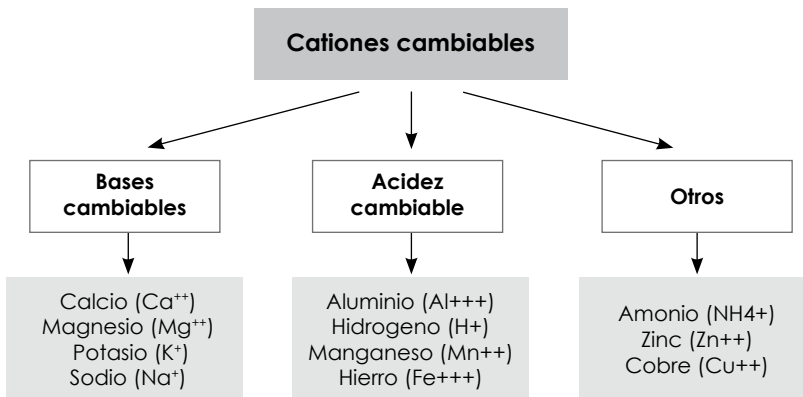 Cationes cambiables
Bases
cambiables
Acidez
cambiable
Otros
Calcio (Ca⁺⁺)
Magnesio (Mg⁺⁺)
Potasio (K⁺)
Sodio (Na⁺)
Aluminio (Al+++)
Hidrogeno (H+)
Manganeso (Mn++)
Hierro (Fe+++)
Amonio (NH4+)
Zinc (Zn++)
Cobre (Cu++)